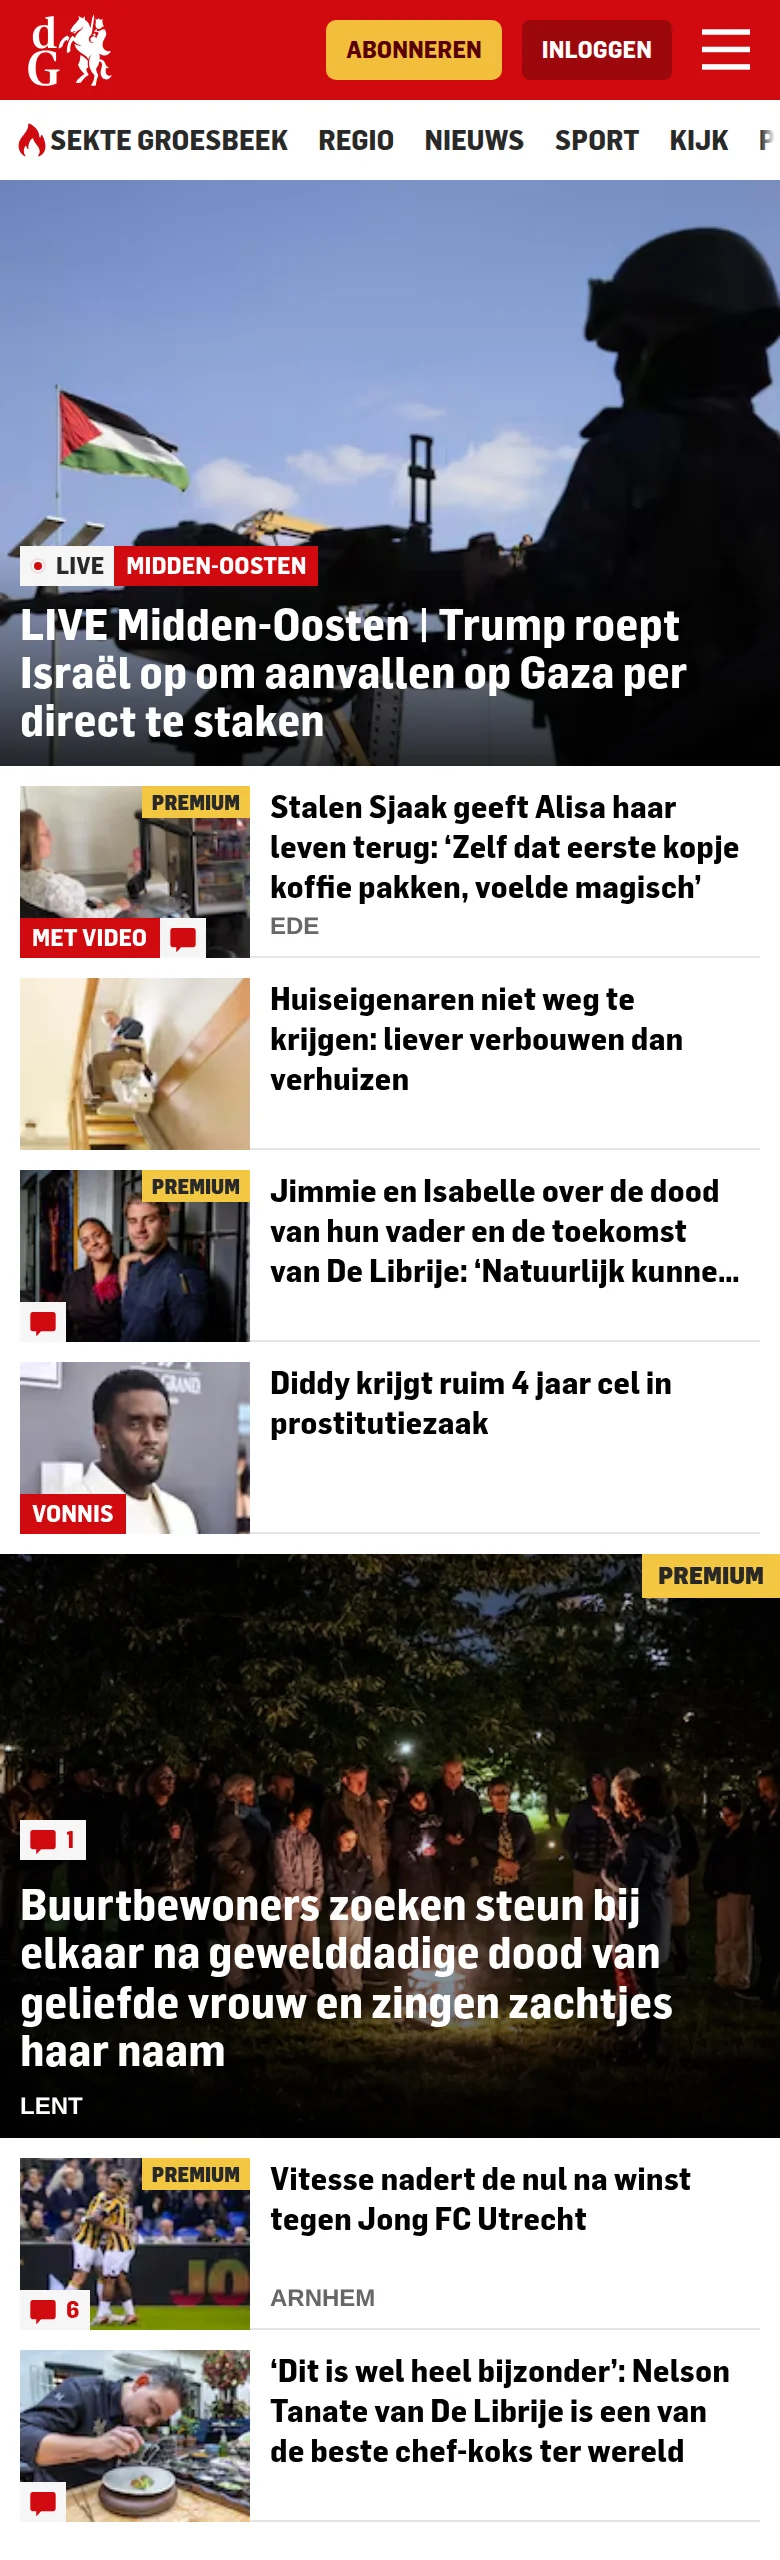 dG
ABONNEREN
INLOGGEN
SEKTE GROESBEEK REGIO NIEUWS SPORT KIJK
LIVE MIDDEN-OOSTEN
LIVE Midden-Oosten | Trump roept
Israël op om aanvallen op Gaza per
direct te staken
PREMIUM
MET VIDEO
Stalen Sjaak geeft Alisa haar
leven terug: ‘Zelf dat eerste kopje
koffie pakken, voelde magisch’
EDE
Huiseigenaren niet weg te
krijgen: liever verbouwen dan
verhuizen
PREMIUM
Jimmie en Isabelle over de dood
van hun vader en de toekomst
van De Librije: ‘Natuurlijk kunne...
VONNIS
Diddy krijgt ruim 4 jaar cel in
prostitutiezaak
PREMIUM
1
Buurtbewoners zoeken steun bij
elkaar na gewelddadige dood van
geliefde vrouw en zingen zachtjes
haar naam
LENT
PREMIUM
JO
6
Vitesse nadert de nul na winst
tegen Jong FC Utrecht
ARNHEM
‘Dit is wel heel bijzonder’: Nelson
Tanate van De Librije is een van
de beste chef-koks ter wereld